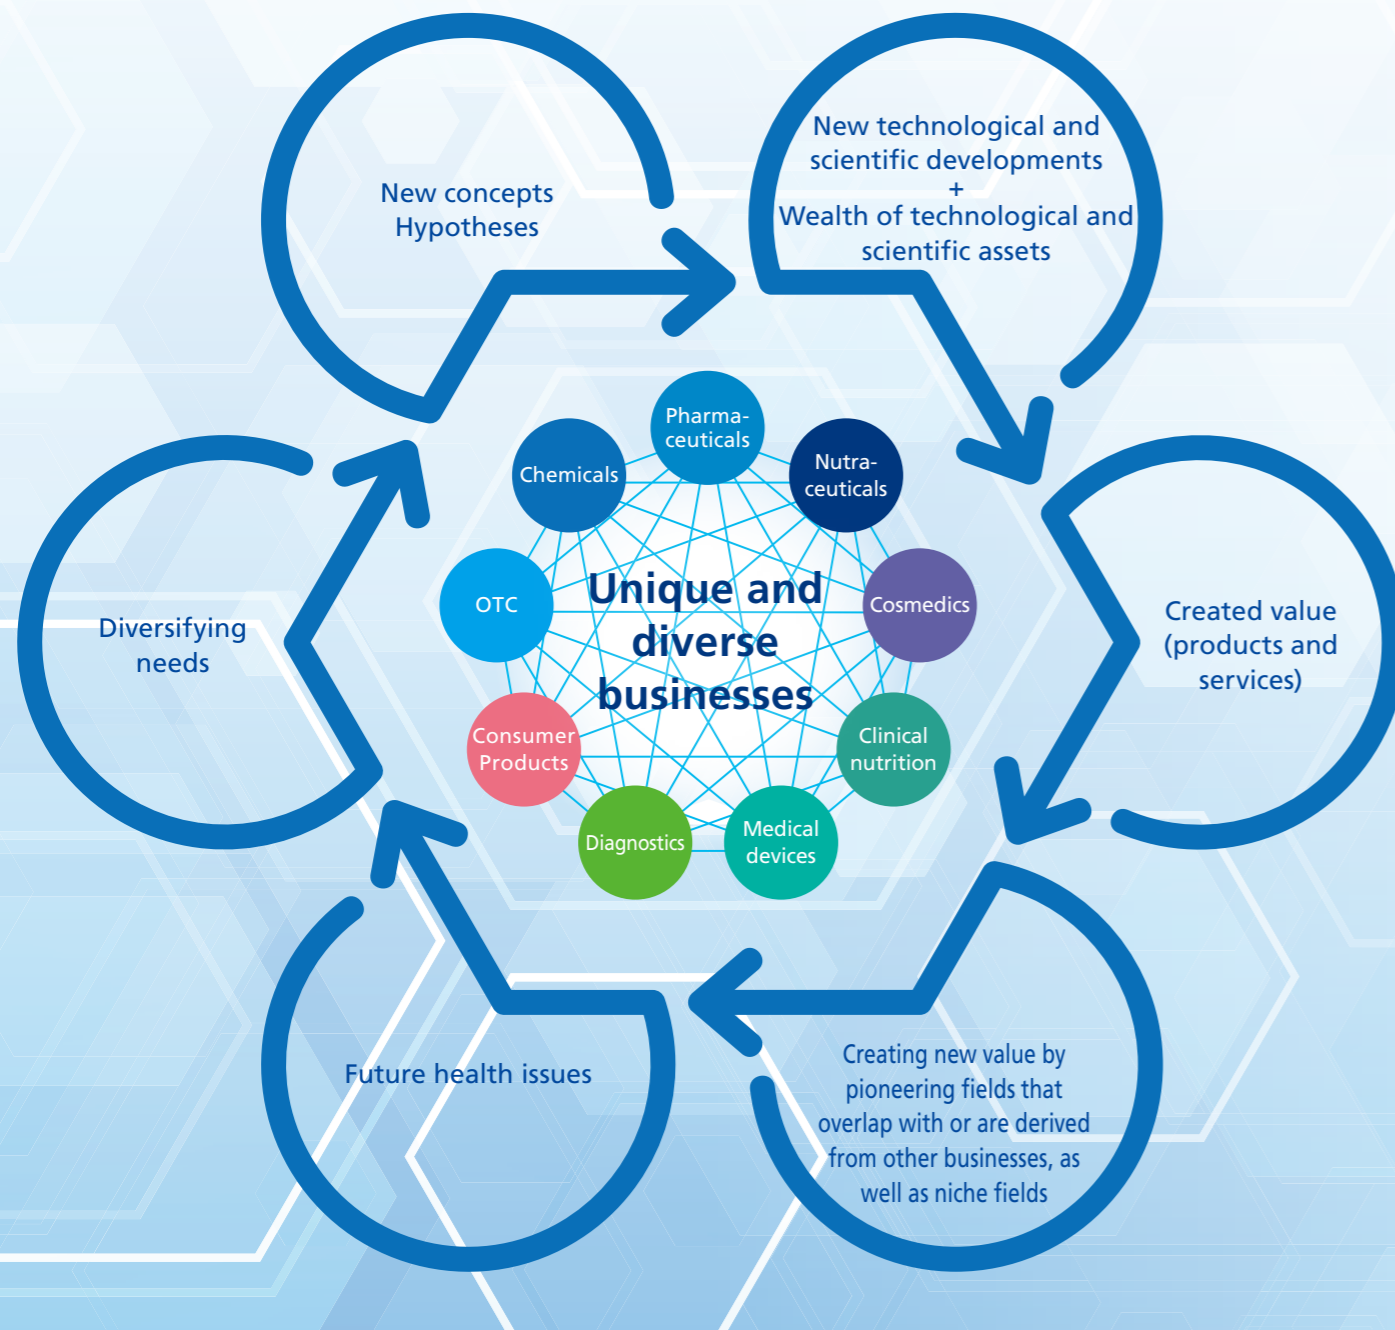 New concepts
Hypotheses
New technological and
scientific developments
+
Wealth of technological and
scientific assets
Created value
(products and
services)
Creating new value by
pioneering fields that
overlap with or are derived
from other businesses, as
well as niche fields
Future health issues
Diversifying
needs
Pharma-
ceuticals
Nutra-
ceuticals
Cosmedics
Clinical
nutrition
Medical
devices
Diagnostics
Consumer
Products
OTC
Chemicals
Unique and
diverse
businesses